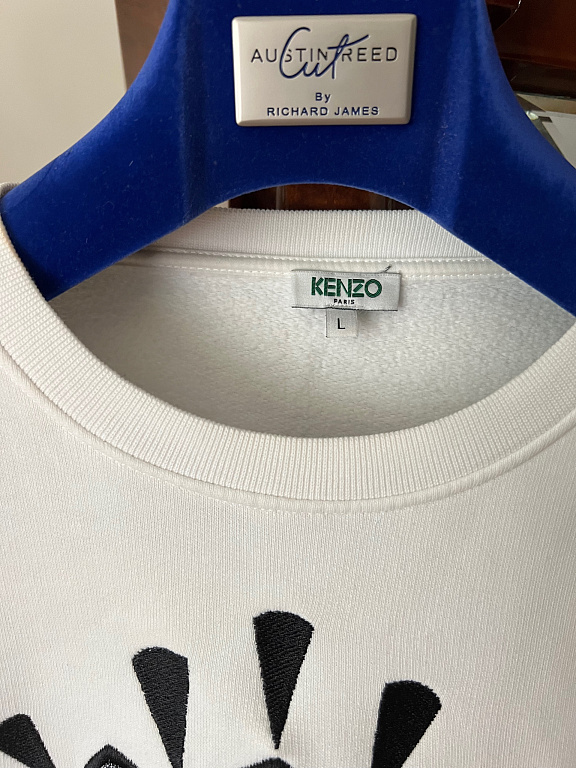 AUSTIN REED
Cut
By
RICHARD JAMES
KENZO
PARIS
L